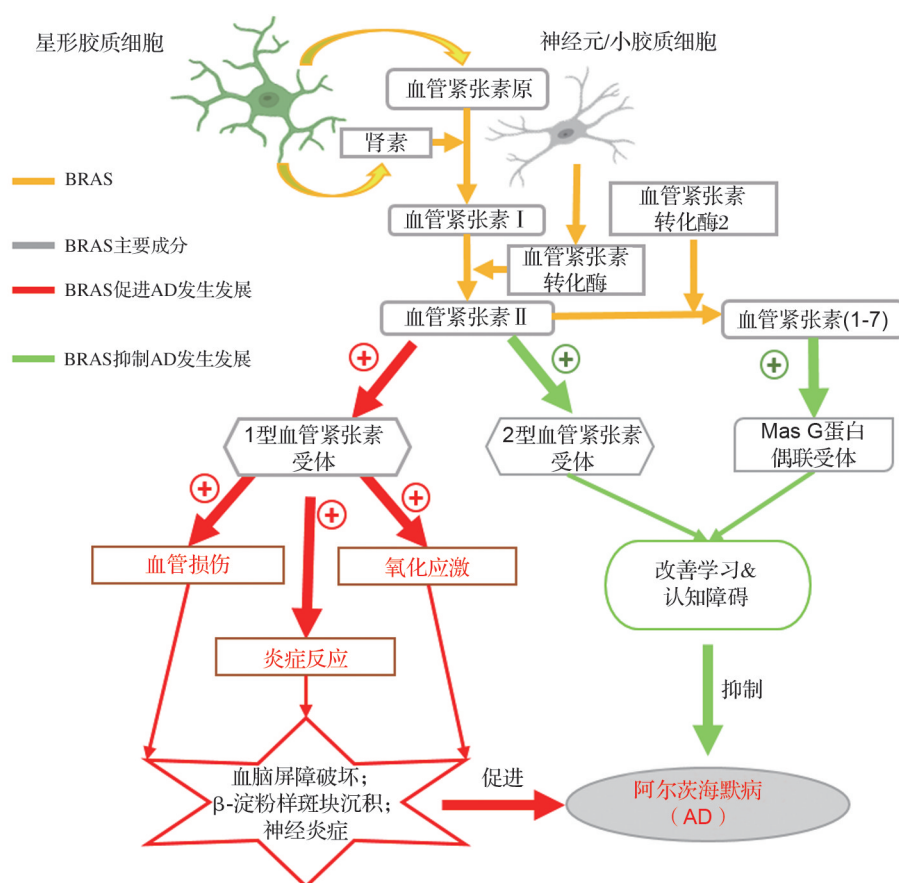 星形胶质细胞
神经元/小胶质细胞
血管紧张素原
肾素
BRAS
血管紧张素Ⅰ
血管紧张素
转化酶2
BRAS主要成分
血管紧张素
转化酶
BRAS促进AD发生发展
血管紧张素Ⅱ
血管紧张素(1-7)
BRAS抑制AD发生发展
1型血管紧张素
受体
2型血管紧张素
受体
Mas G蛋白
偶联受体
血管损伤
氧化应激
改善学习&
认知障碍
炎症反应
抑制
血脑屏障破坏；
β-淀粉样斑块沉积；
神经炎症
促进
阿尔茨海默病
（AD）